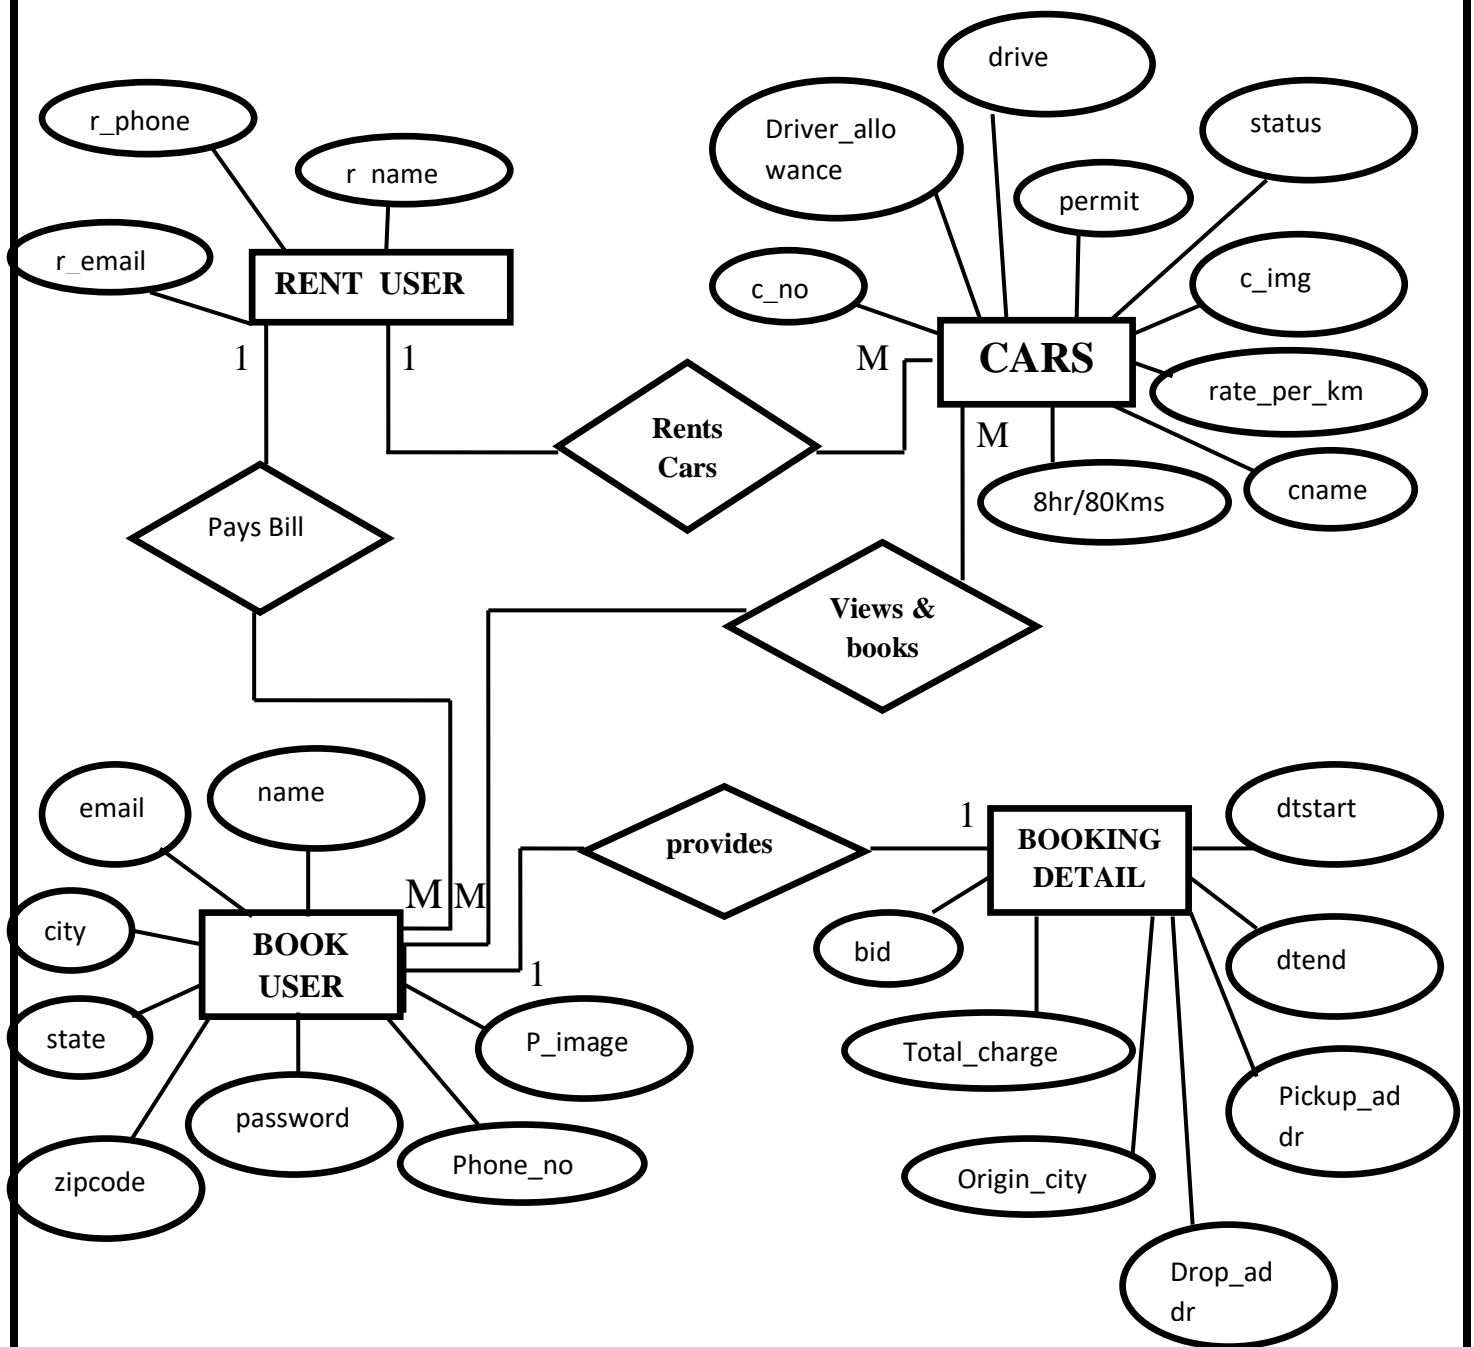 drive
Driver_allo
wance
status
r_phone
r_name
permit
r_email
RENT USER
c_no
c_img
1
1
M
CARS
rate_per_km
Rents
Cars
M
8hr/80Kms
cname
Pays Bill
Views &
books
email
name
provides
1
BOOKING
DETAIL
dtstart
M
M
city
BOOK
USER
1
bid
dtend
state
P_image
Total_charge
password
Pickup_ad
dr
zipcode
Phone_no
Origin_city
Drop_ad
dr